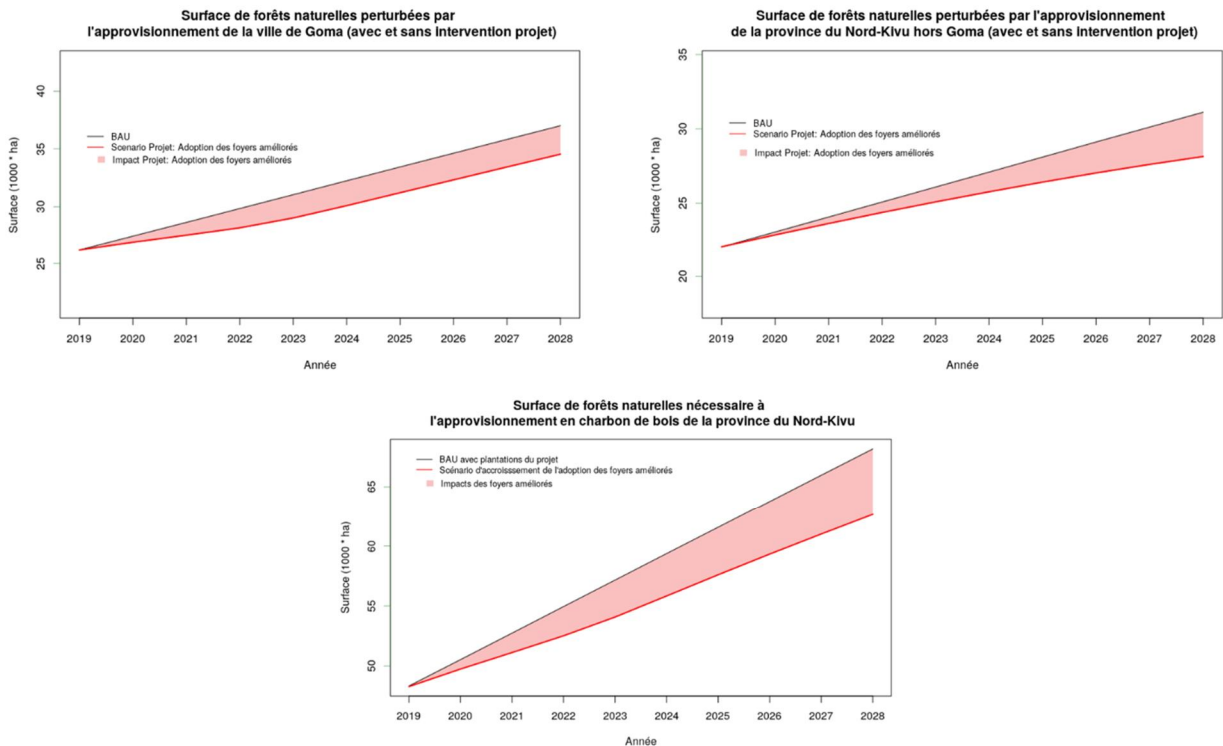 Surface de forêts naturelles perturbées par
l'approvisionnement de la ville de Goma (avec et sans intervention projet)
Surface (1000 * ha)
40
35
30
25
BAU
Scenario Projet: Adoption des foyers améliorés
Impact Projet: Adoption des foyers améliorés
2019 2020 2021 2022 2023 2024 2025 2026 2027 2028
Année
Surface de forêts naturelles perturbées par l'approvisionnement
de la province du Nord-Kivu hors Goma (avec et sans intervention projet)
Surface (1000 * ha)
35
30
25
20
BAU
Scenario Projet: Adoption des foyers améliorés
Impact Projet: Adoption des foyers améliorés
2019 2020 2021 2022 2023 2024 2025 2026 2027 2028
Année
Surface de forêts naturelles nécessaire à
l'approvisionnement en charbon de bois de la province du Nord-Kivu
Surface (1000 * ha)
65
60
55
50
BAU avec plantations du projet
Scénario d'accroisssement de l'adoption des foyers améliorés
Impacts des foyers améliorés
2019 2020 2021 2022 2023 2024 2025 2026 2027 2028
Année